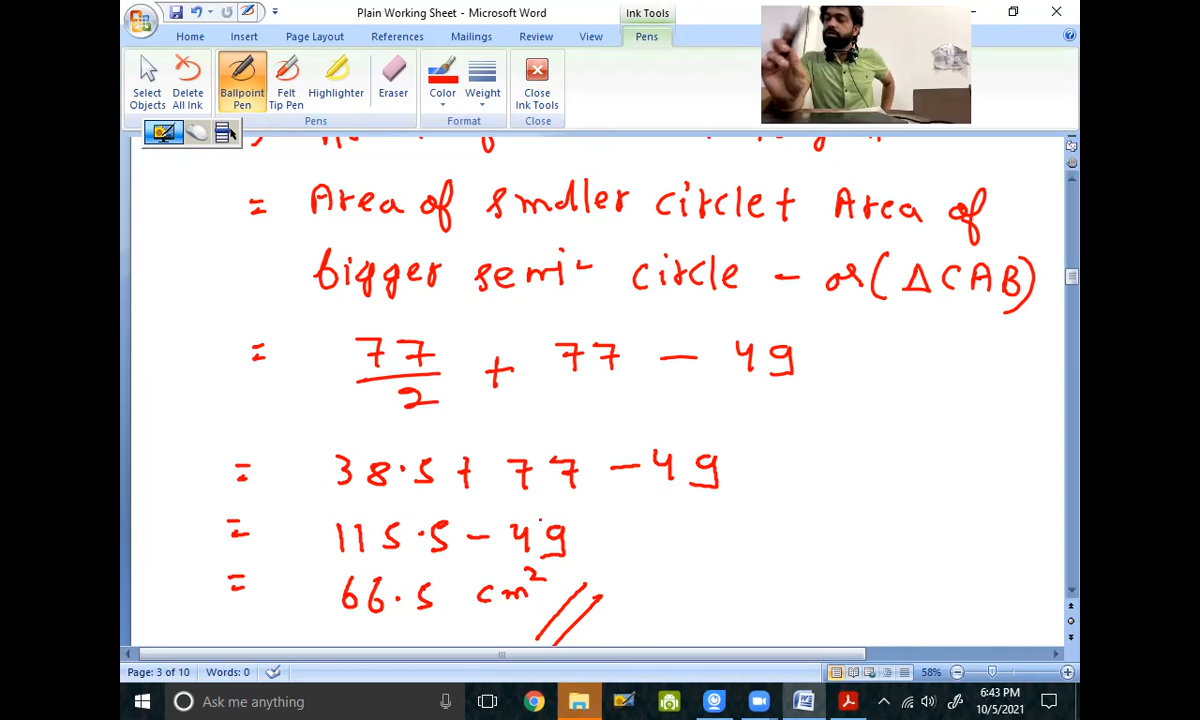 Plain Working Sheet - Microsoft Word
Ink Tools
Home Insert Page Layout References Mailings Review View Pens
Select Objects
Delete All Ink
Ballpoint Pen
Felt Tip Pen
Highlighter
Eraser
Color
Weight
Close Ink Tools
Pens
Format
Close
= Area of smaller circle + Area of
bigger semi-circle - ar(ΔCAB)
= 77/2 + 77 - 49
= 38.5 + 77 - 49
= 115.5 - 49
= 66.5 cm²//
Page: 3 of 10 Words: 0
58%
Ask me anything
6:43 PM
10/5/2021